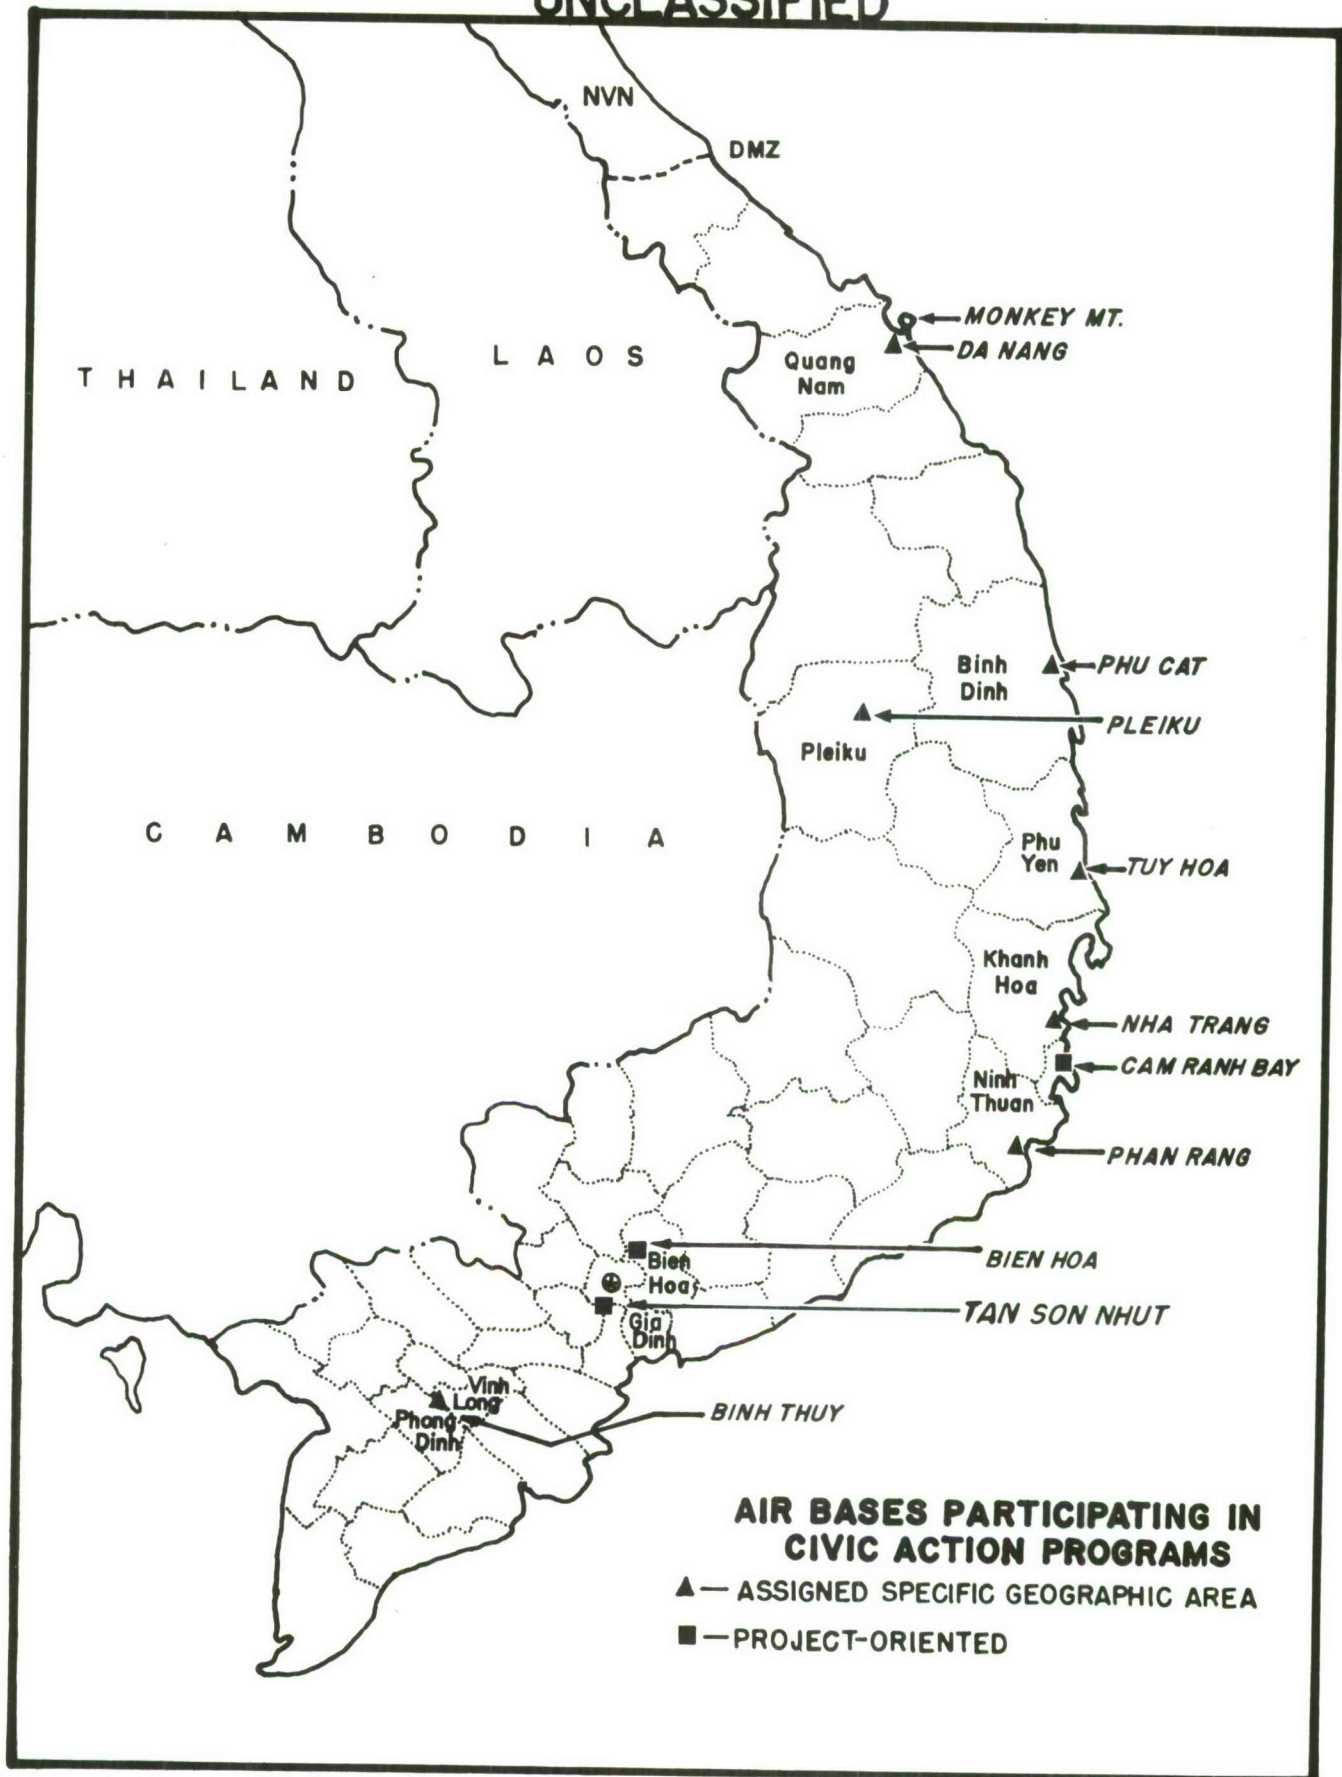 UNCLASSIFIED
NVN
DMZ
MONKEY MT.
DA NANG
LAOS
THAILAND
Quang
Nam
Binh
Dinh
PHU CAT
PLEIKU
Pleiku
CAMBODIA
Phu
Yen
TUY HOA
Khanh
Hoa
NHA TRANG
CAM RANH BAY
Ninh
Thuan
PHAN RANG
Bien
Hoa
BIEN HOA
TAN SON NHUT
Gia
Dinh
Vinh
Long
Phong
Dinh
BINH THUY
AIR BASES PARTICIPATING IN
CIVIC ACTION PROGRAMS
▲ — ASSIGNED SPECIFIC GEOGRAPHIC AREA
■ — PROJECT-ORIENTED